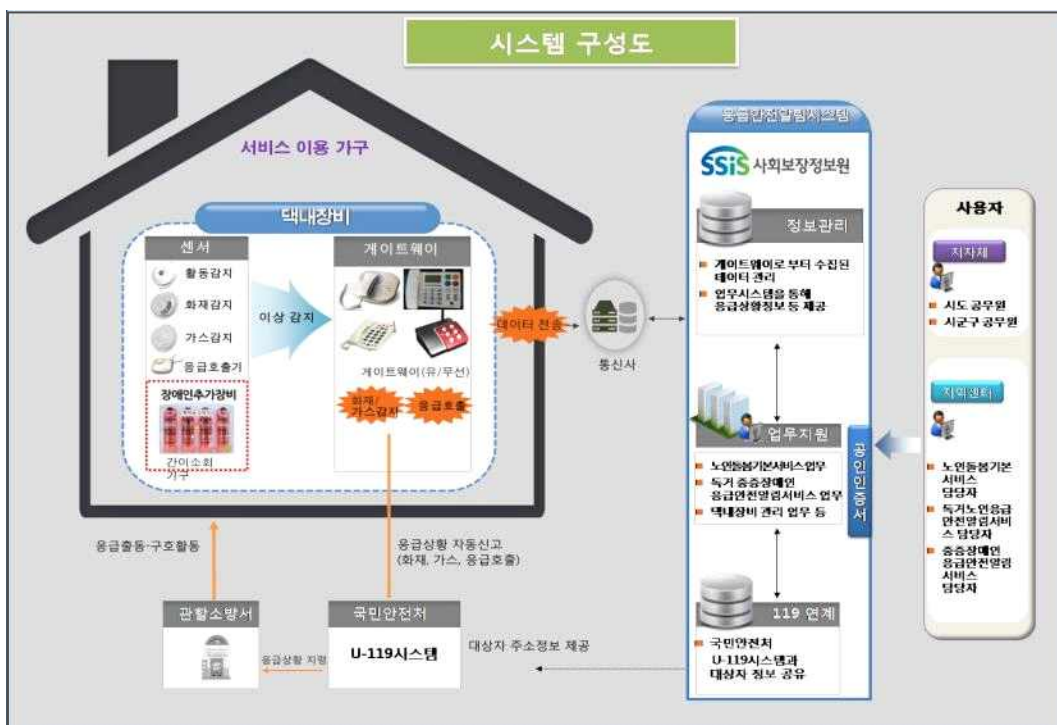 시스템 구성도
서비스 이용 가구
댁내장비
센서
활동감지
화재감지
가스감지
응급호출기
장애인추가장비
간이소화
기구
이상 감지
게이트웨이
게이트웨이(유/무선)
화재/
가스감지
응급호출
데이터 전송
통신사
응급안전알림시스템
SSiS 사회보장정보원
정보관리
게이트웨이로 부터 수집된
데이터 관리
업무시스템을 통해
응급상황정보 등 제공
업무지원
노인돌봄기본서비스 업무
독거 중증장애인
응급안전알림서비스 업무
댁내장비 관리 업무 등
119 연계
국민안전처
U-119시스템과
대상자 정보 공유
공인인증서
사용자
지자체
시도 공무원
시군구 공무원
지역센터
노인돌봄기본
서비스
담당자
독거노인응급
안전알림서비
스 담당자
중증장애인
응급안전알림
서비스
담당자
응급출동·구호활동
응급상황 자동신고
(화재, 가스, 응급호출)
관할소방서
응급상황 지령
국민안전처
U-119시스템
대상자 주소정보 제공